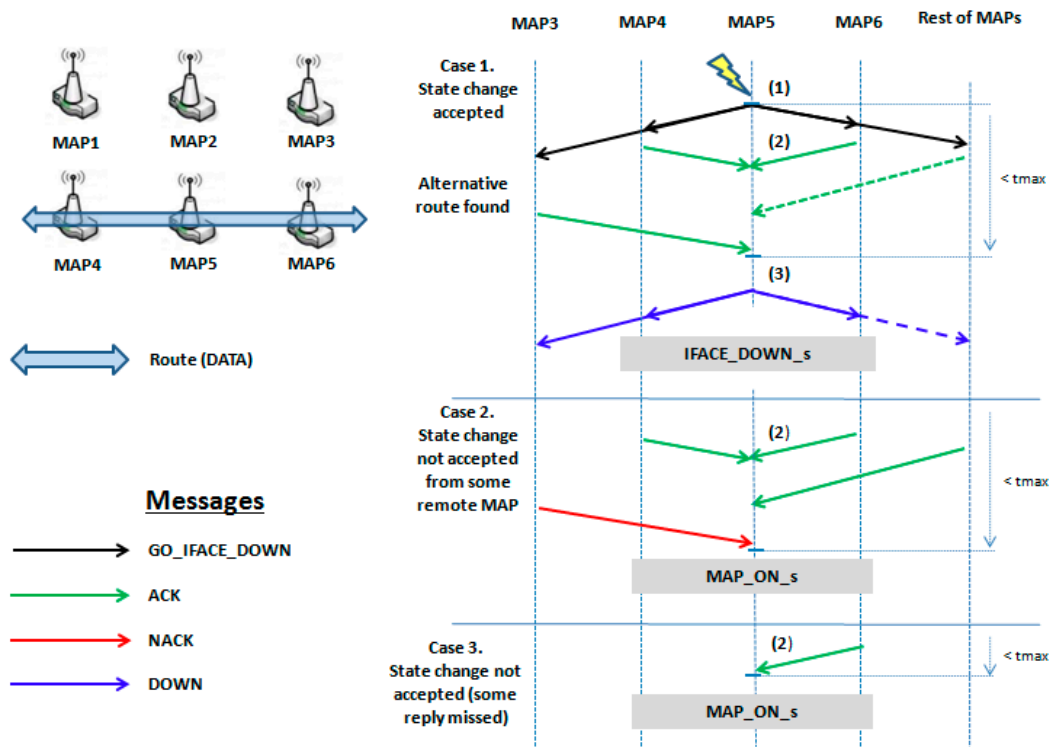 MAP3
MAP4
MAP5
MAP6
Rest of MAPs
MAP1
MAP2
MAP3
MAP4
MAP5
MAP6
Route (DATA)
Messages
GO_IFACE_DOWN
ACK
NACK
DOWN
Case 1.
State change
accepted
(1)
(2)
< tmax
Alternative
route found
(3)
IFACE_DOWN_s
Case 2.
State change
not accepted
from some
remote MAP
(2)
< tmax
MAP_ON_s
Case 3.
State change not
accepted (some
reply missed)
(2)
< tmax
MAP_ON_s